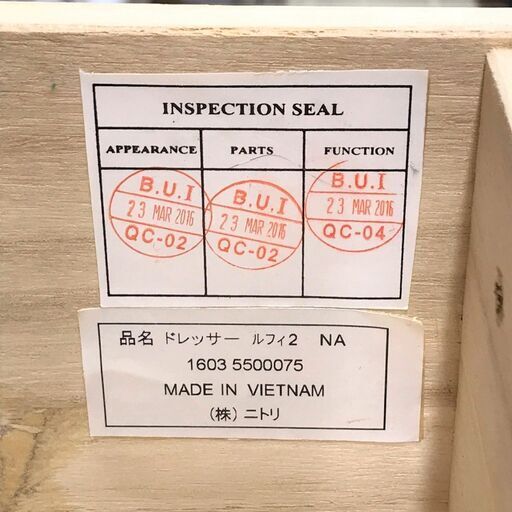 INSPECTION SEAL
APPEARANCE PARTS FUNCTION
B.U.I B.U.I B.U.I
23 MAR 2016 23 MAR 2016 23 MAR 2016
QC-02 QC-02 QC-04
品名 ドレッサー ルフィ2 NA
1603 5500075
MADE IN VIETNAM
(株) ニトリ